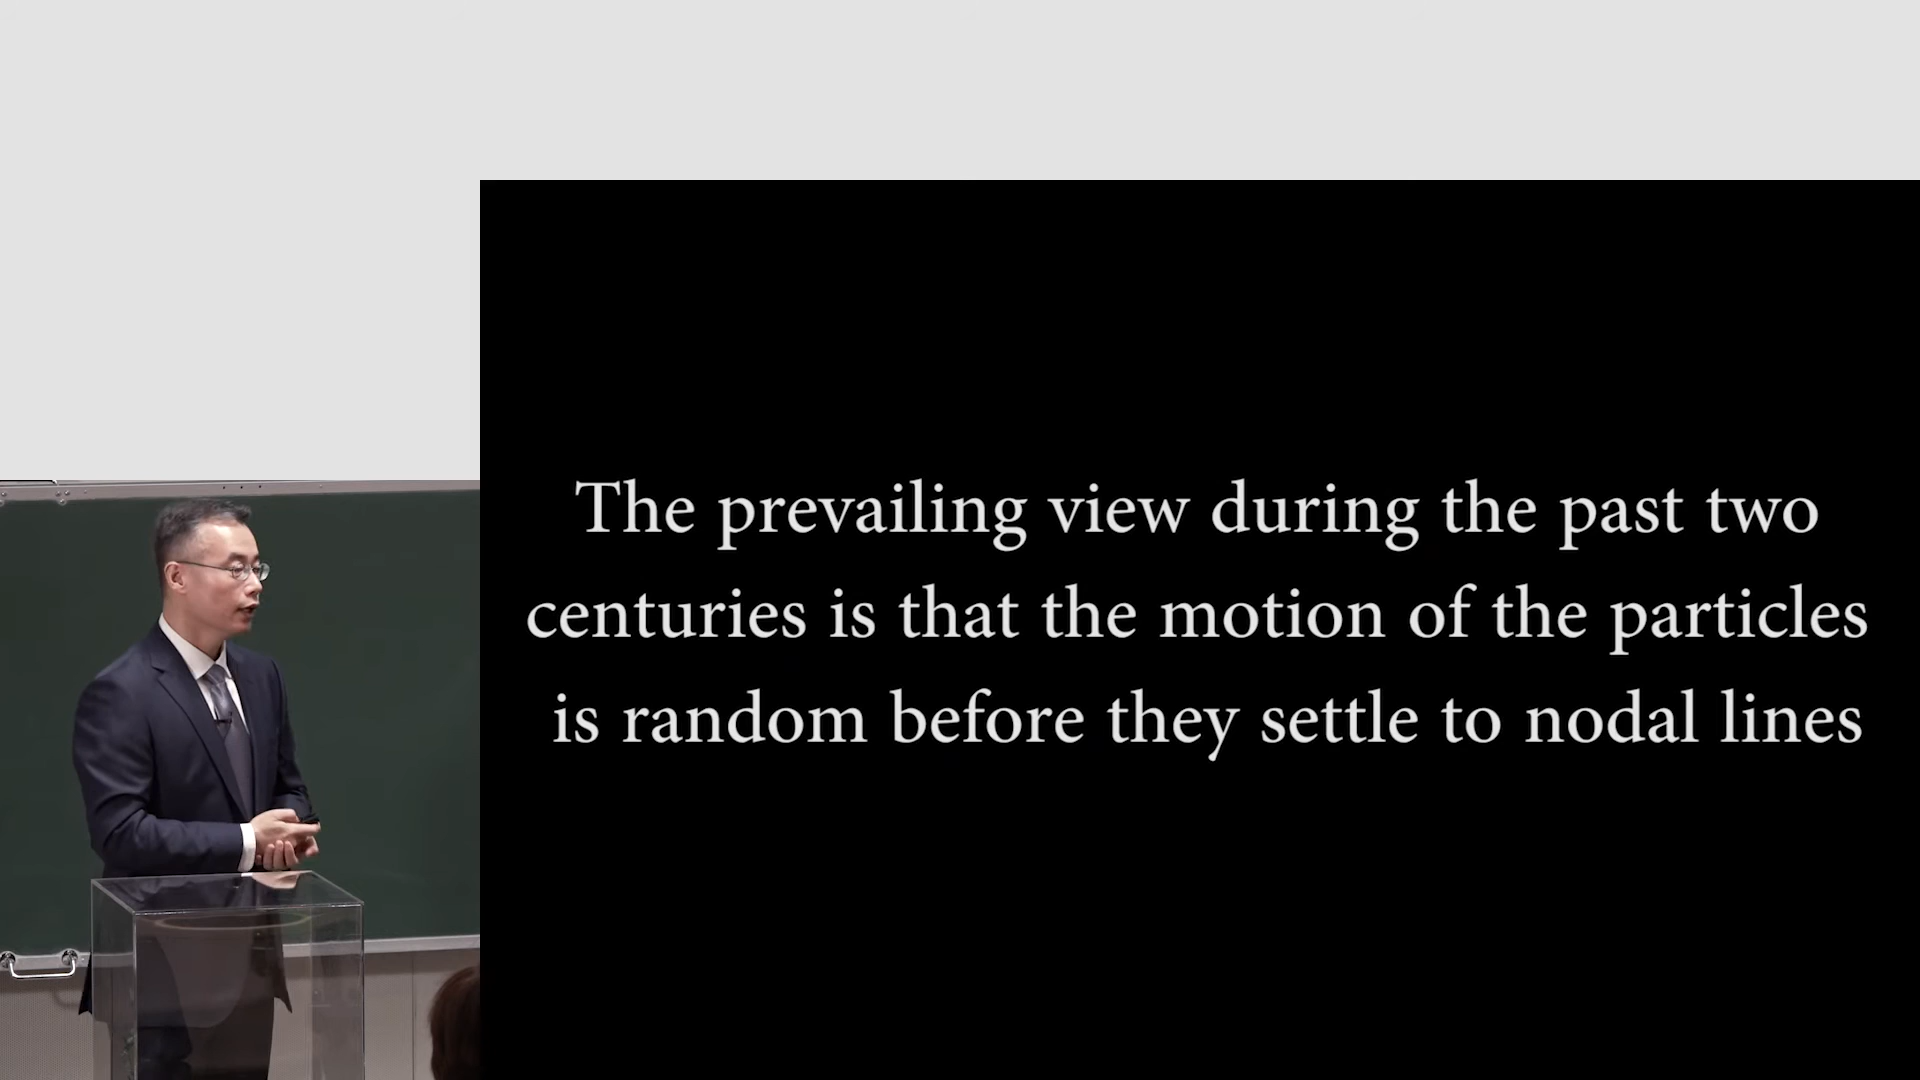 The prevailing view during the past two
centuries is that the motion of the particles
is random before they settle to nodal lines